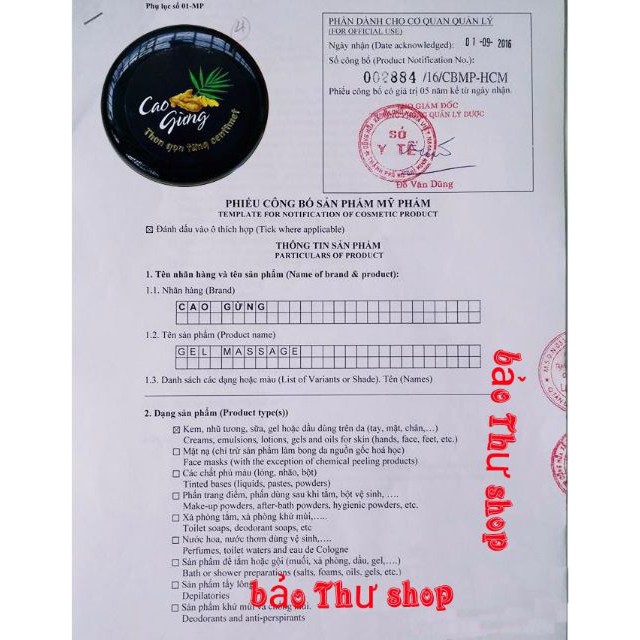 Phụ lục số 01-MP
Cao
Gừng
Thon gọn từng centimet
PHẦN DÀNH CHO CƠ QUAN QUẢN LÝ
(FOR OFFICIAL USE)
Ngày nhận (Date acknowledged): 01-09-2016
Số công bố (Product Notification No.):
002884 /16/CBMP-HCM
Phiếu công bố có giá trị 05 năm kể từ ngày nhận.
GIÁM ĐỐC
QUẢN LÝ DƯỢC
SỞ
Y TẾ
Đỗ Văn Dũng
PHIẾU CÔNG BỐ SẢN PHẨM MỸ PHẨM
TEMPLATE FOR NOTIFICATION OF COSMETIC PRODUCT
Đánh dấu vào ô thích hợp (Tick where applicable)
THÔNG TIN SẢN PHẨM
PARTICULARS OF PRODUCT
1. Tên nhãn hàng và tên sản phẩm (Name of brand & product):
1.1. Nhãn hàng (Brand)
CAO GỪNG
1.2. Tên sản phẩm (Product name)
GEL MASSAGE
1.3. Danh sách các dạng hoặc màu (List of Variants or Shade). Tên (Names)
2. Dạng sản phẩm (Product type(s))
Kem, nhũ tương, sữa, gel hoặc dầu dùng trên da (tay, mặt, chân,…)
Creams, emulsions, lotions, gels and oils for skin (hands, face, feet, etc.)
Mặt nạ (chỉ trừ sản phẩm làm bong da nguồn gốc hoá học)
Face masks (with the exception of chemical peeling products)
Các chất phủ màu (lỏng, nhão, bột)
Tinted bases (liquids, pastes, powders)
Phấn trang điểm, phấn dùng sau khi tắm, bột vệ sinh, ….
Make-up powders, after-bath powders, hygienic powders, etc.
Xà phòng tắm, xà phòng khử mùi,….
Toilet soaps, deodorant soaps, etc
Nước hoa, nước thơm dùng vệ sinh,….
Perfumes, toilet waters and eau de Cologne
Sản phẩm để tắm hoặc gội (muối, xà phòng, dầu, gel,….)
Bath or shower preparations (salts, foams, oils, gels, etc.)
Sản phẩm tẩy lông
Depilatories
Sản phẩm khử mùi và chống mùi.
Deodorants and anti-perspirants
bảo Thư shop
bảo Thư shop